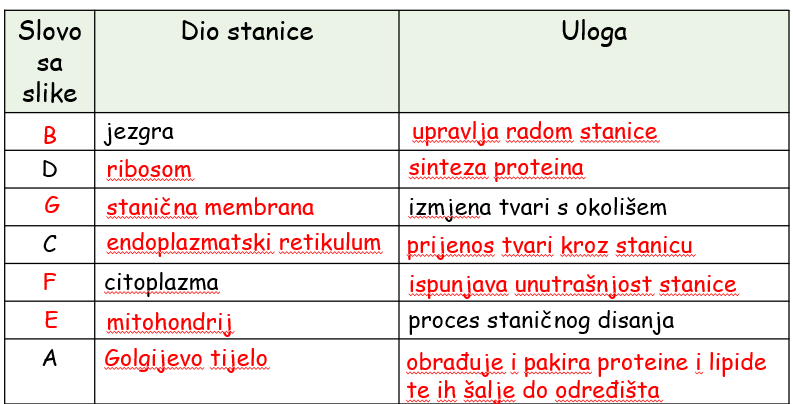 Slovo sa slike Dio stanice Uloga
B jezgra upravlja radom stanice
D ribosom sinteza proteina
G stanična membrana izmjena tvari s okolišem
C endoplazmatski retikulum prijenos tvari kroz stanicu
F citoplazma ispunjava unutrašnjost stanice
E mitohondrij proces staničnog disanja
A Golgijevo tijelo obrađuje i pakira proteine i lipide
te ih šalje do određišta